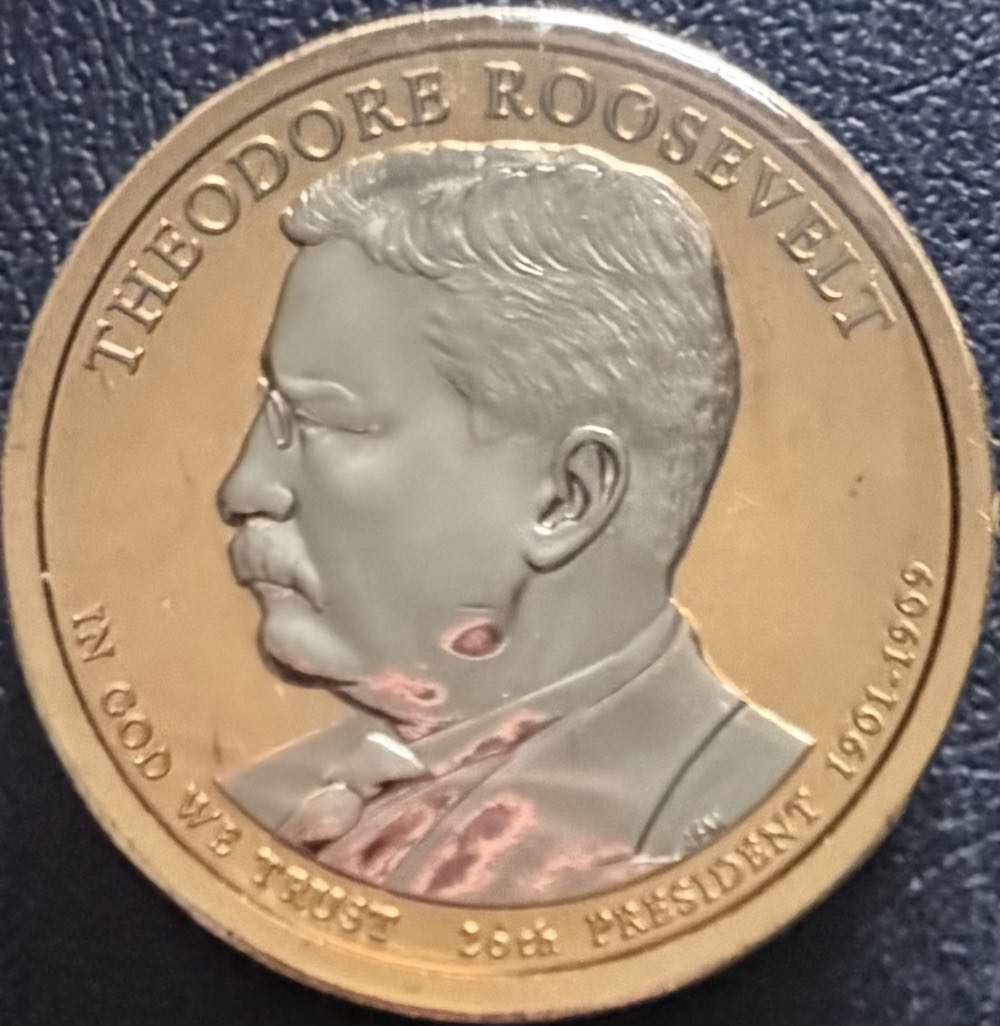 THEODORE ROOSEVELT
IN GOD WE TRUST
26th PRESIDENT 1901-1909